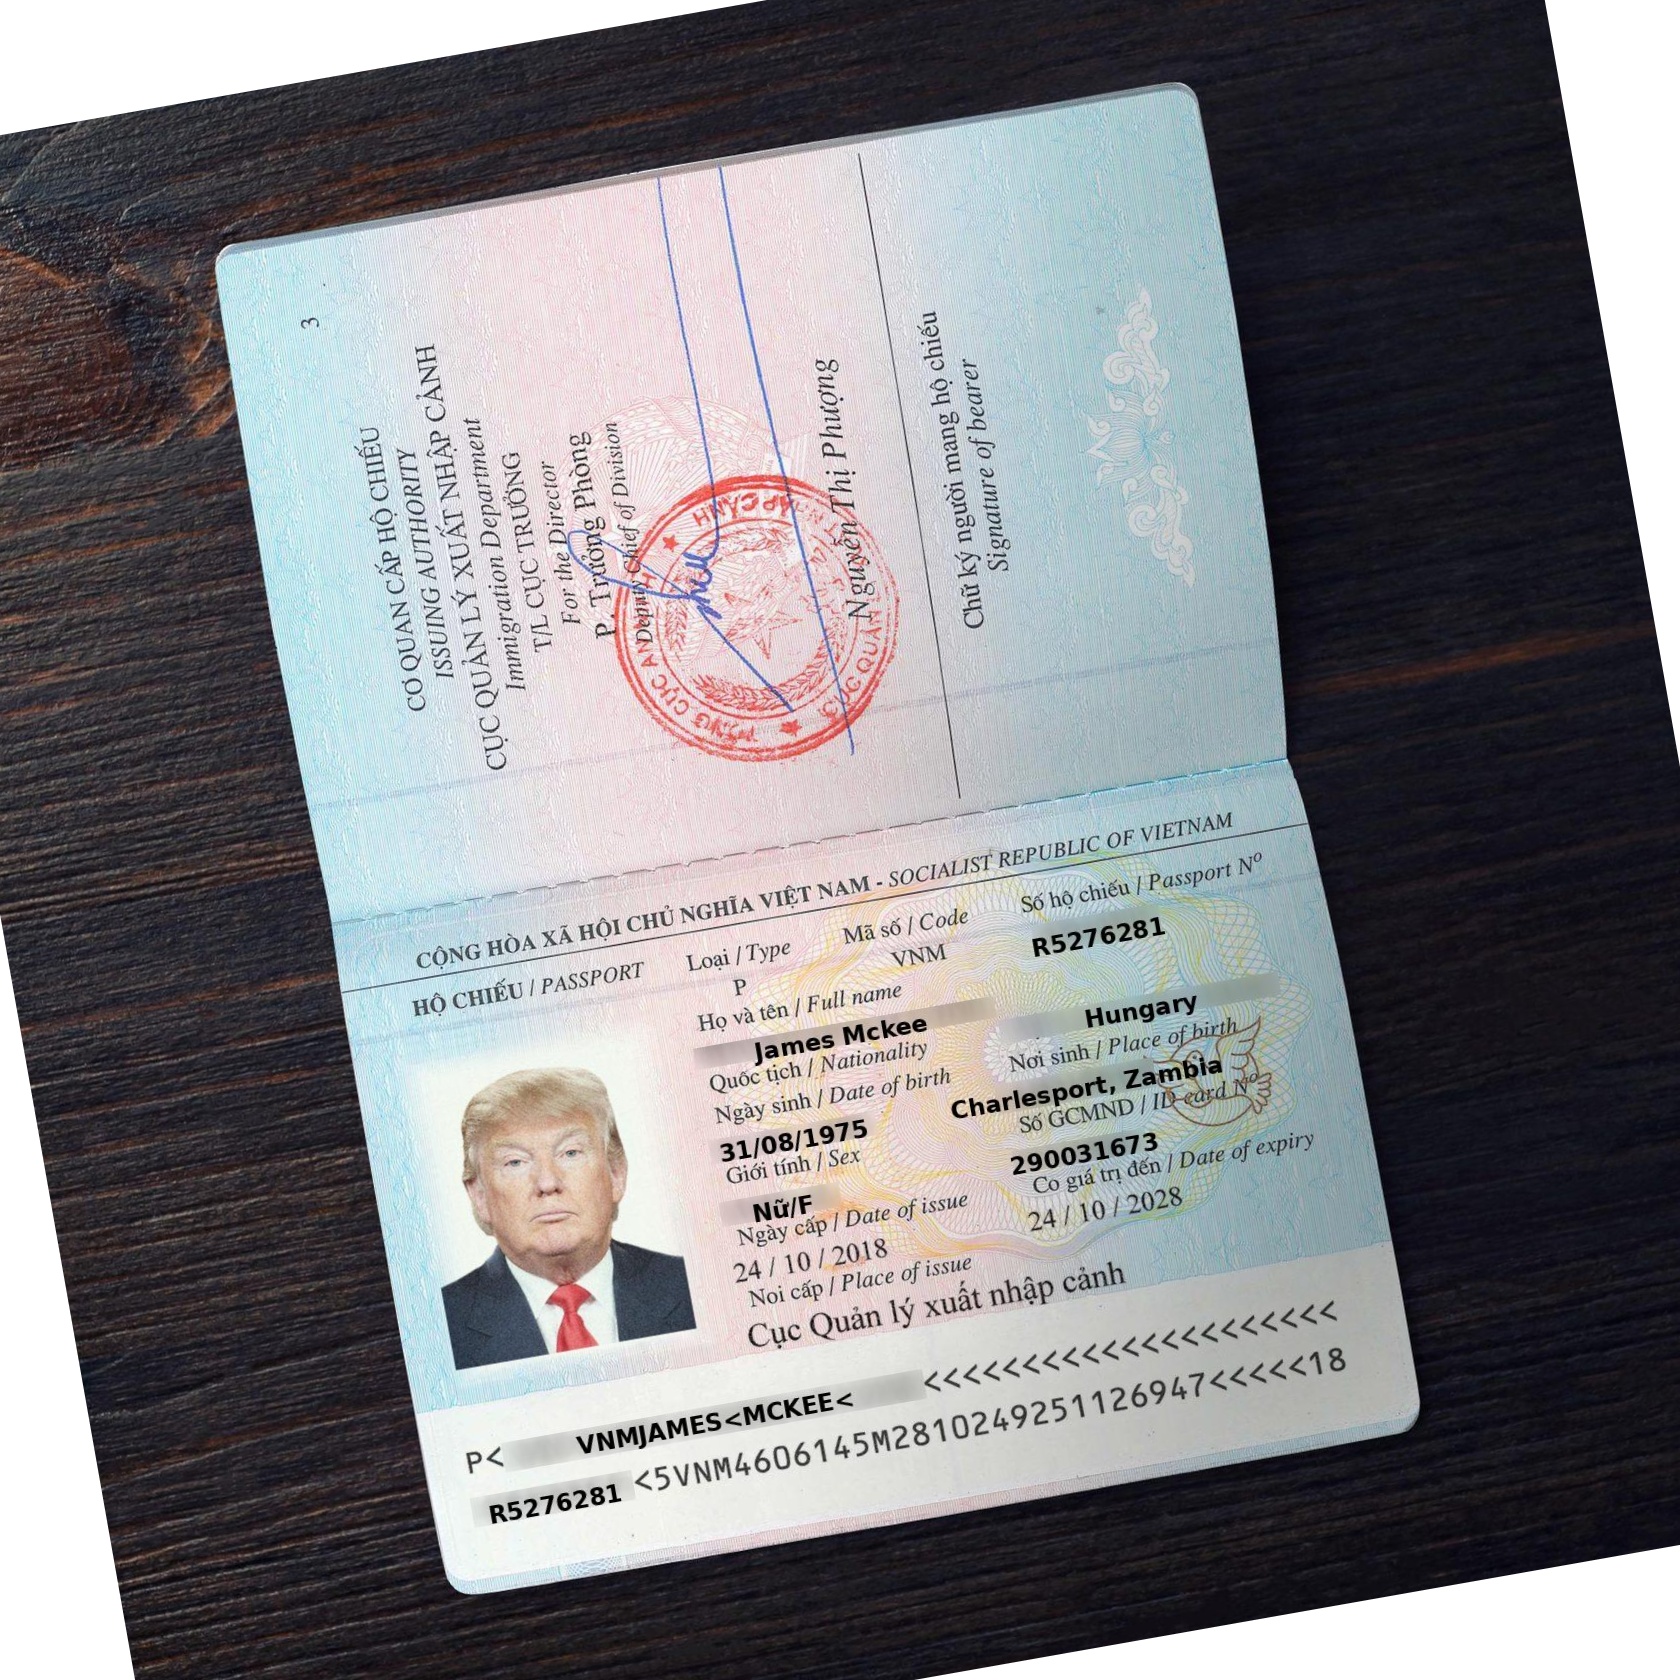 3
CƠ QUAN CẤP HỘ CHIẾU
ISSUING AUTHORITY
CỤC QUẢN LÝ XUẤT NHẬP CẢNH
Immigration Department
T/L CỤC TRƯỞNG
For the Director
P. Trưởng Phòng
Deputy Chief of Division
Nguyễn Thị Phượng
Chữ ký người mang hộ chiếu
Signature of bearer
CỘNG HÒA XÃ HỘI CHỦ NGHĨA VIỆT NAM - SOCIALIST REPUBLIC OF VIETNAM
HỘ CHIẾU / PASSPORT
Loại / Type
Mã số / Code
Số hộ chiếu / Passport Nº
P
VNM
R5276281
Họ và tên / Full name
James Mckee
Hungary
Quốc tịch / Nationality
Nơi sinh / Place of birth
Ngày sinh / Date of birth
Charlesport, Zambia
Số GCMND / ID card Nº
31/08/1975
290031673
Giới tính / Sex
Co giá trị đến / Date of expiry
Nữ/F
24 / 10 / 2028
Ngày cấp / Date of issue
24 / 10 / 2018
Noi cấp / Place of issue
Cục Quản lý xuất nhập cảnh
P< VNMJAMES<MCKEE< <<<<<<<<<<<<<<<<<<<<<
R5276281 <5VNM4606145M2810249251126947<<<<<18